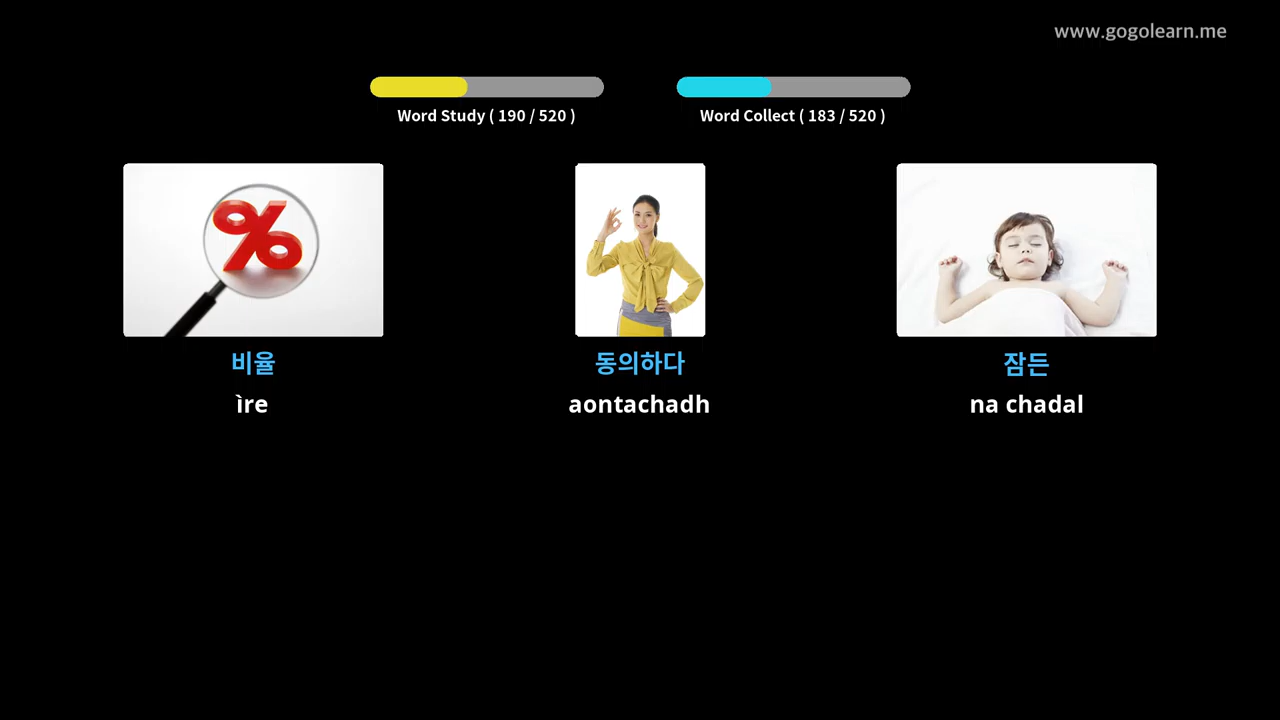 www.gogolearn.me
Word Study ( 190 / 520 )
Word Collect ( 183 / 520 )
%
비율
동의하다
잠든
ìre
aontachadh
na chadal